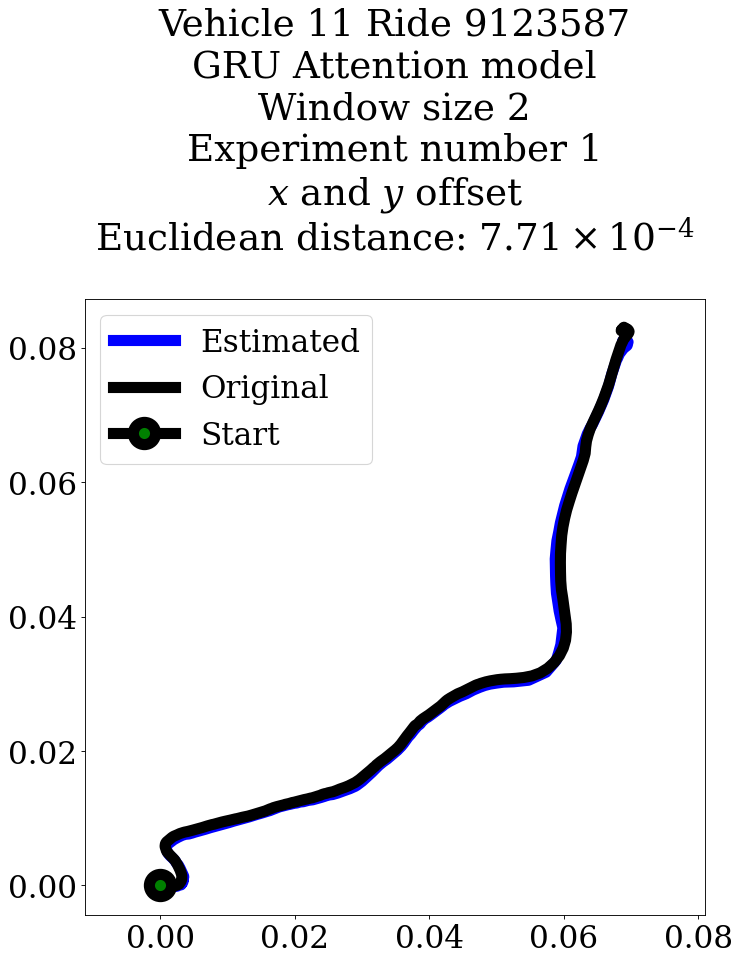 Vehicle 11 Ride 9123587
GRU Attention model
Window size 2
Experiment number 1
x and y offset
Euclidean distance: 7.71 × 10⁻⁴
Estimated
Original
Start
0.08
0.06
0.04
0.02
0.00
0.00 0.02 0.04 0.06 0.08